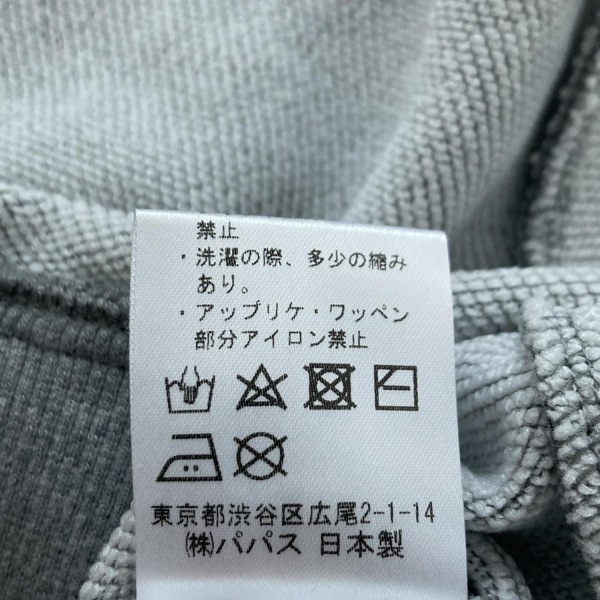 禁止
・洗濯の際、多少の縮み
あり。
・アップリケ・ワッペン
部分アイロン禁止
東京都渋谷区広尾2-1-14
㈱パパス 日本製